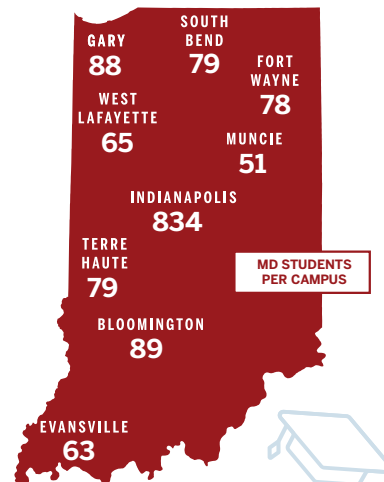 GARY
88
SOUTH
BEND
79
FORT
WAYNE
78
WEST
LAFAYETTE
65
MUNCIE
51
INDIANAPOLIS
834
TERRE
HAUTE
79
MD STUDENTS
PER CAMPUS
BLOOMINGTON
89
EVANSVILLE
63